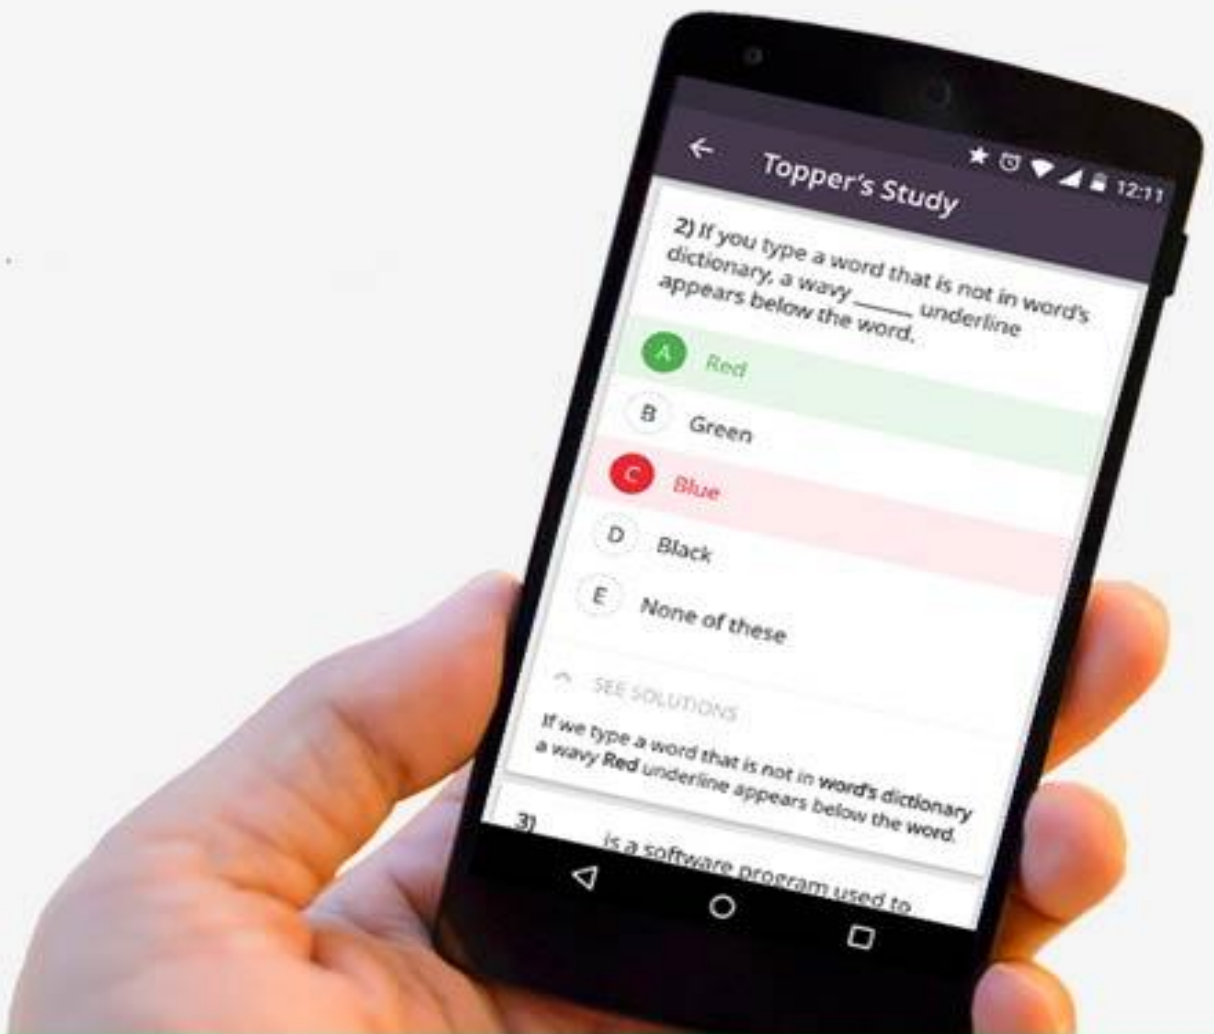 12:11
Topper's Study
2) If you type a word that is not in word's
dictionary, a wavy _____ underline
appears below the word.
A Red
B Green
C Blue
D Black
E None of these
SEE SOLUTIONS
If we type a word that is not in word's dictionary
a wavy Red underline appears below the word.
3) is a software program used to